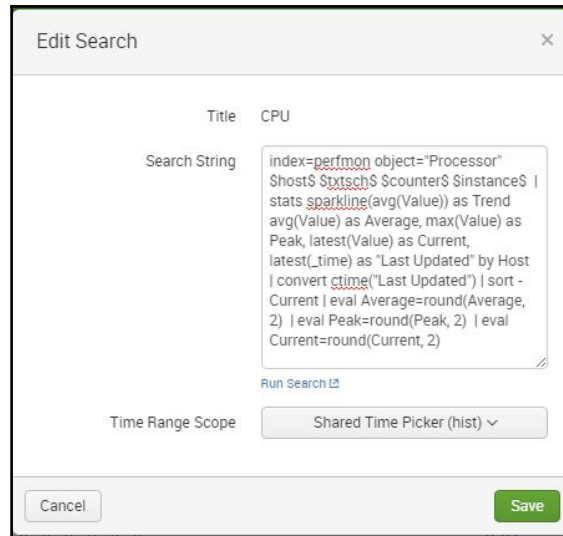 Edit Search
×
Title CPU
Search String
index=perfmon object="Processor"
$host$ $txtsch$ $counter$ $instance$ |
stats sparkline(avg(Value)) as Trend
avg(Value) as Average, max(Value) as
Peak, latest(Value) as Current,
latest(_time) as "Last Updated" by Host
| convert ctime("Last Updated") | sort -
Current | eval Average=round(Average,
2) | eval Peak=round(Peak, 2) | eval
Current=round(Current, 2)
Run Search
Time Range Scope Shared Time Picker (hist)
Cancel Save